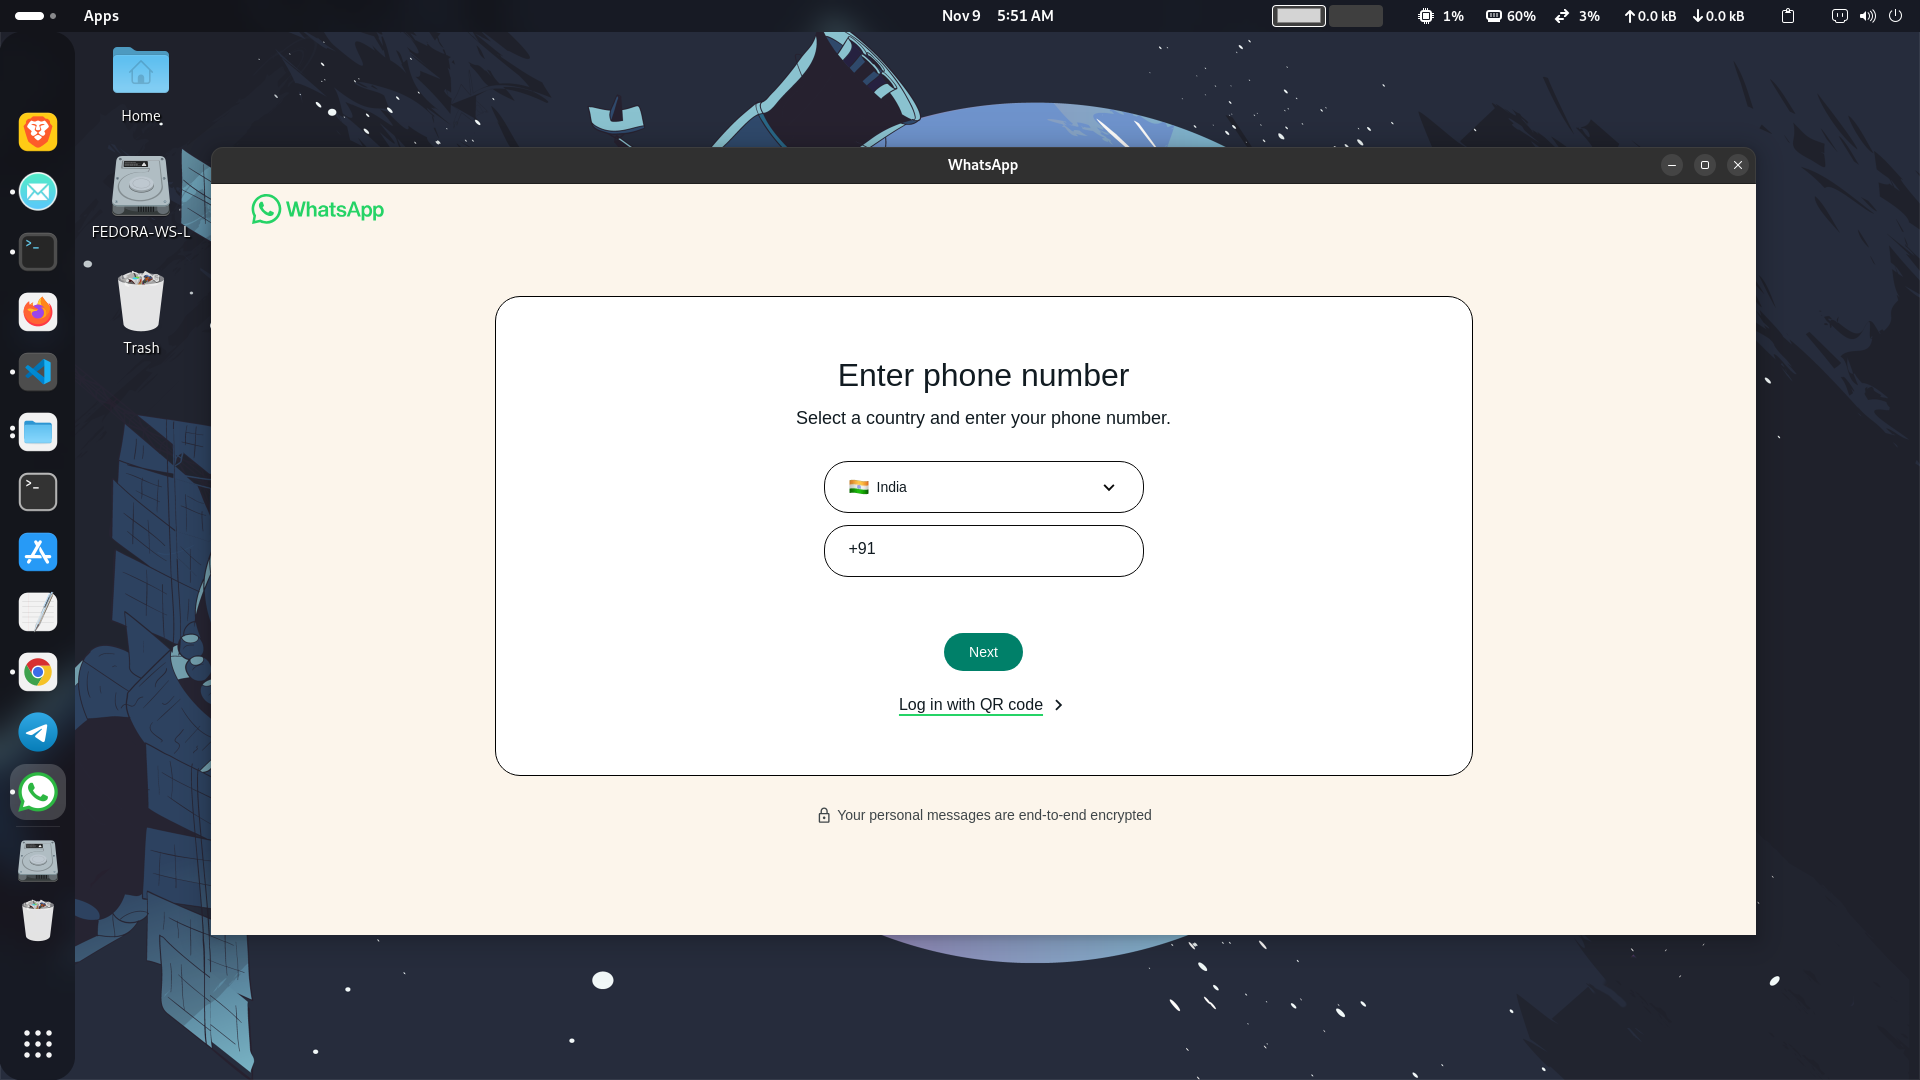 Apps
Nov 9 5:51 AM
1% 60% 3% 0.0 kB 0.0 kB
Home
FEDORA-WS-L
Trash
WhatsApp
WhatsApp
Enter phone number
Select a country and enter your phone number.
India
+91
Next
Log in with QR code
Your personal messages are end-to-end encrypted